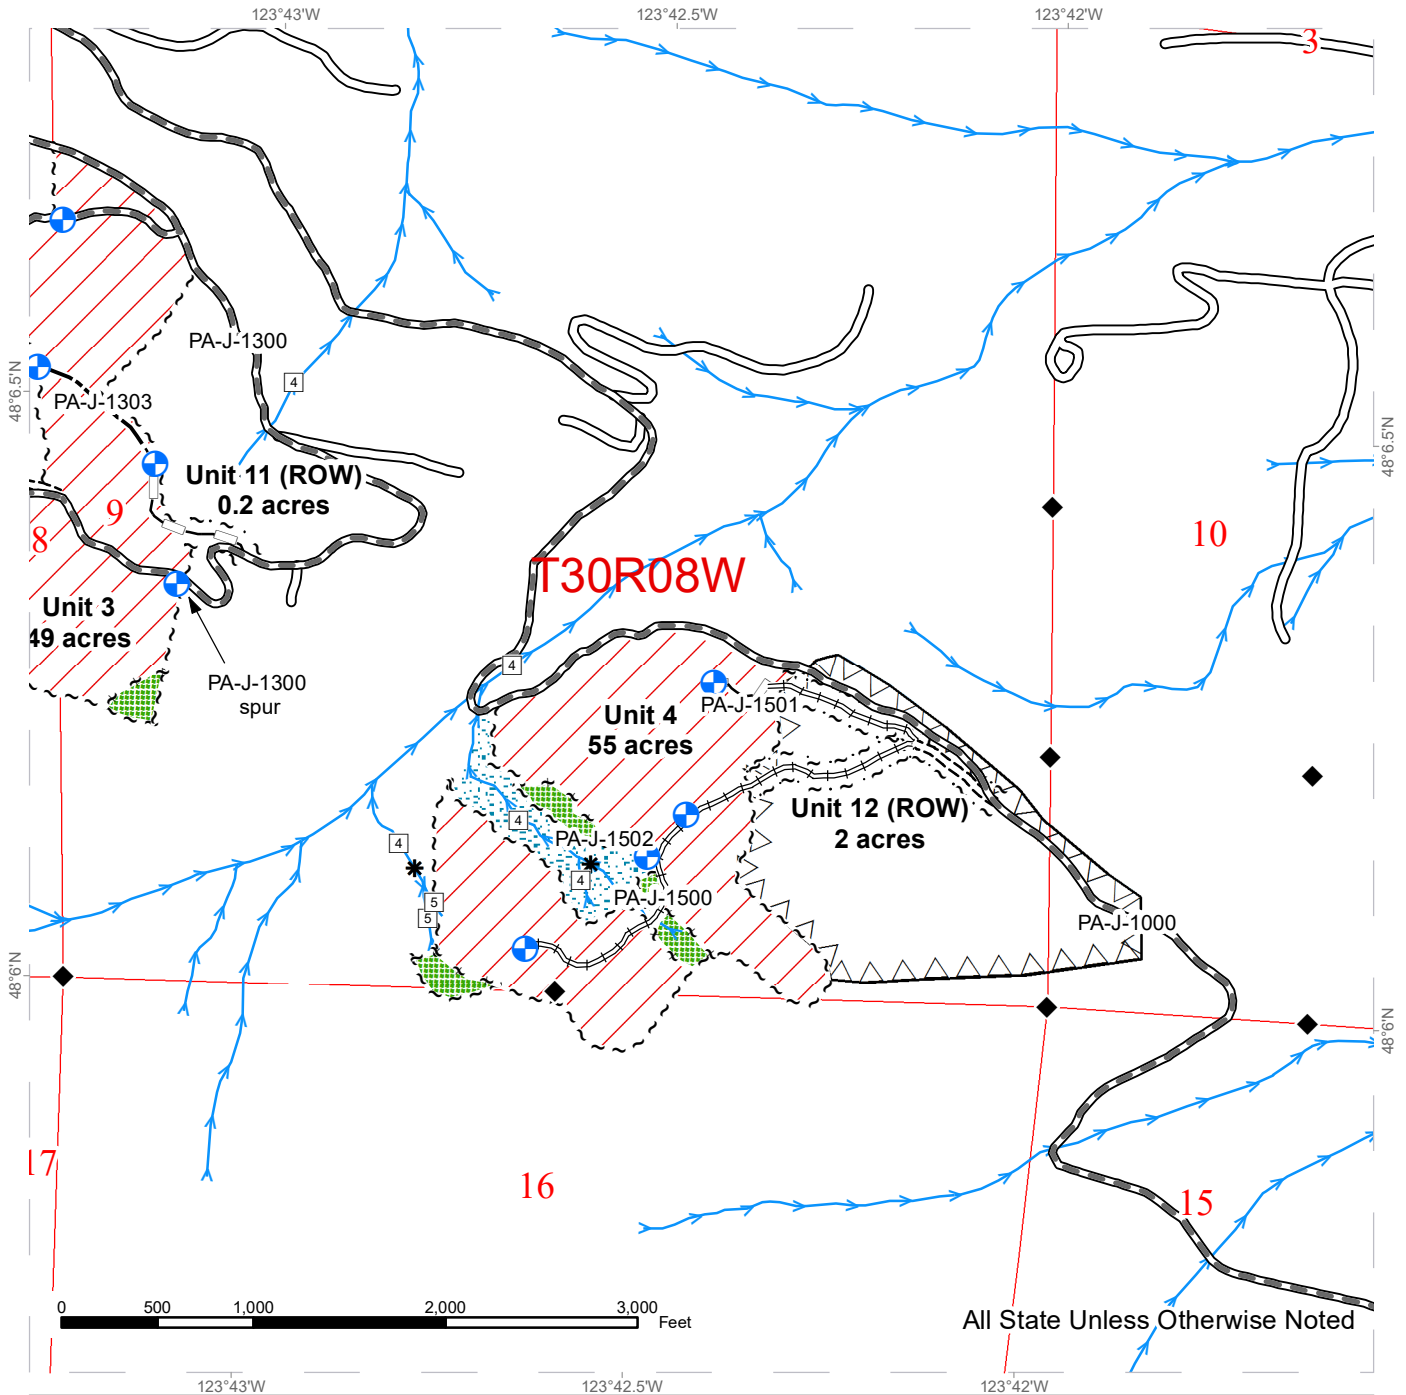 123°43'W
123°42.5'W
123°42'W
3
PA-J-1300
4
48°6.5'N
PA-J-1303
48°6.5'N
Unit 11 (ROW)
0.2 acres
9
8
10
T30R08W
Unit 3
49 acres
4
PA-J-1300
spur
PA-J-1501
Unit 4
55 acres
Unit 12 (ROW)
2 acres
4
4
PA-J-1502
4
PA-J-1500
5
5
PA-J-1000
48°6'N
48°6'N
17
16
15
0
500
1,000
2,000
3,000
Feet
All State Unless Otherwise Noted
123°43'W
123°42.5'W
123°42'W